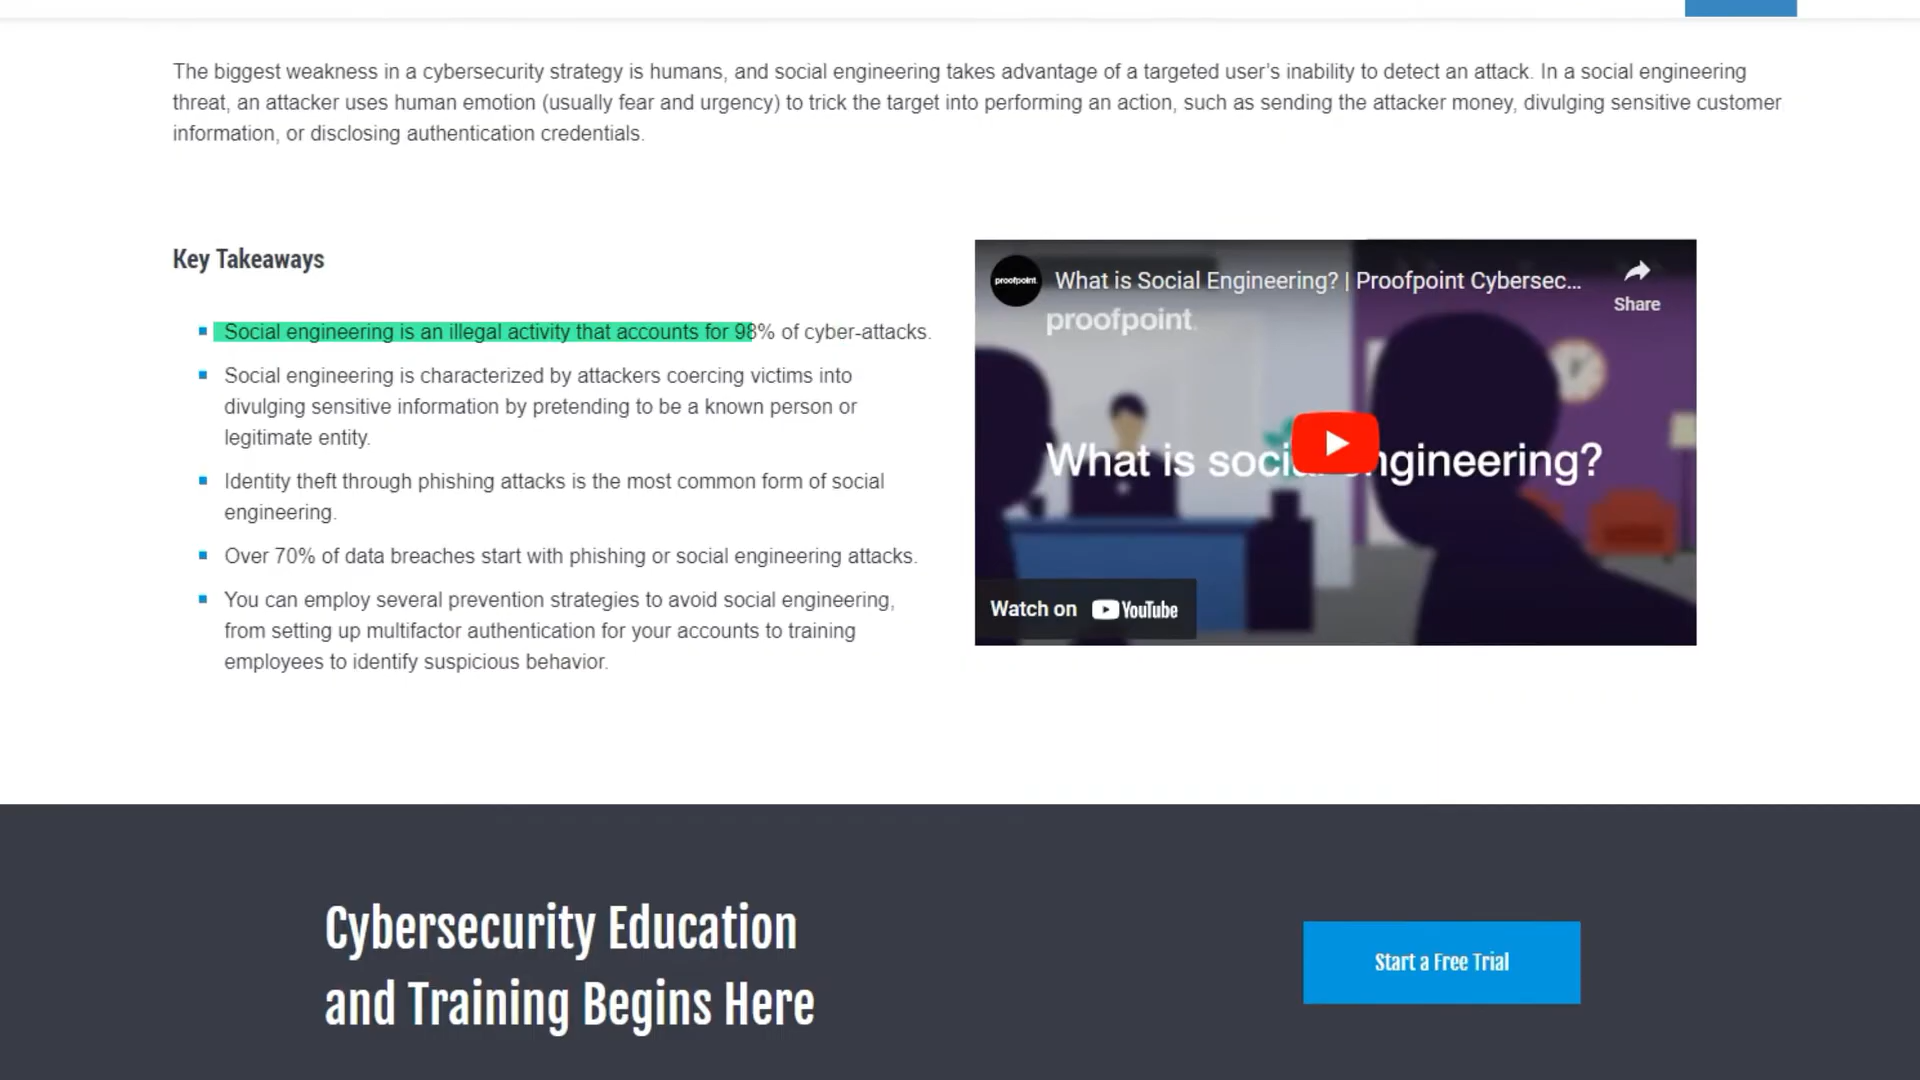 The biggest weakness in a cybersecurity strategy is humans, and social engineering takes advantage of a targeted user's inability to detect an attack. In a social engineering
threat, an attacker uses human emotion (usually fear and urgency) to trick the target into performing an action, such as sending the attacker money, divulging sensitive customer
information, or disclosing authentication credentials.
Key Takeaways
Social engineering is an illegal activity that accounts for 98% of cyber-attacks.
Social engineering is characterized by attackers coercing victims into
divulging sensitive information by pretending to be a known person or
legitimate entity.
Identity theft through phishing attacks is the most common form of social
engineering.
Over 70% of data breaches start with phishing or social engineering attacks.
You can employ several prevention strategies to avoid social engineering,
from setting up multifactor authentication for your accounts to training
employees to identify suspicious behavior.
proofpoint.
What is Social Engineering? | Proofpoint Cybersec...
Share
proofpoint.
What is soci ngineering?
Watch on YouTube
Cybersecurity Education
and Training Begins Here
Start a Free Trial